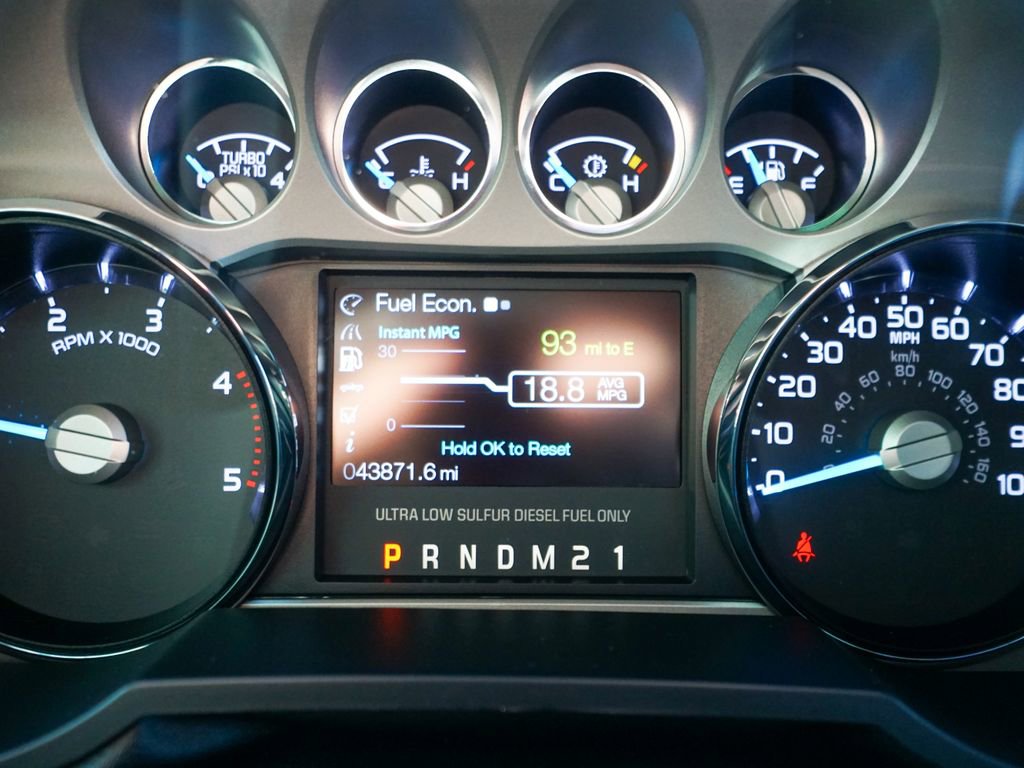 TURBO
PSI x 10
0 4
C H
C H
E F
2 3
RPM X 1000
4
5
Fuel Econ.
Instant MPG
30
93 mi to E
18.8 AVG MPG
0
Hold OK to Reset
043871.6 mi
ULTRA LOW SULFUR DIESEL FUEL ONLY
P R N D M 2 1
0 10 20 30 40 50 60 70 80
MPH
km/h
20 40 60 80 100 120 140 160